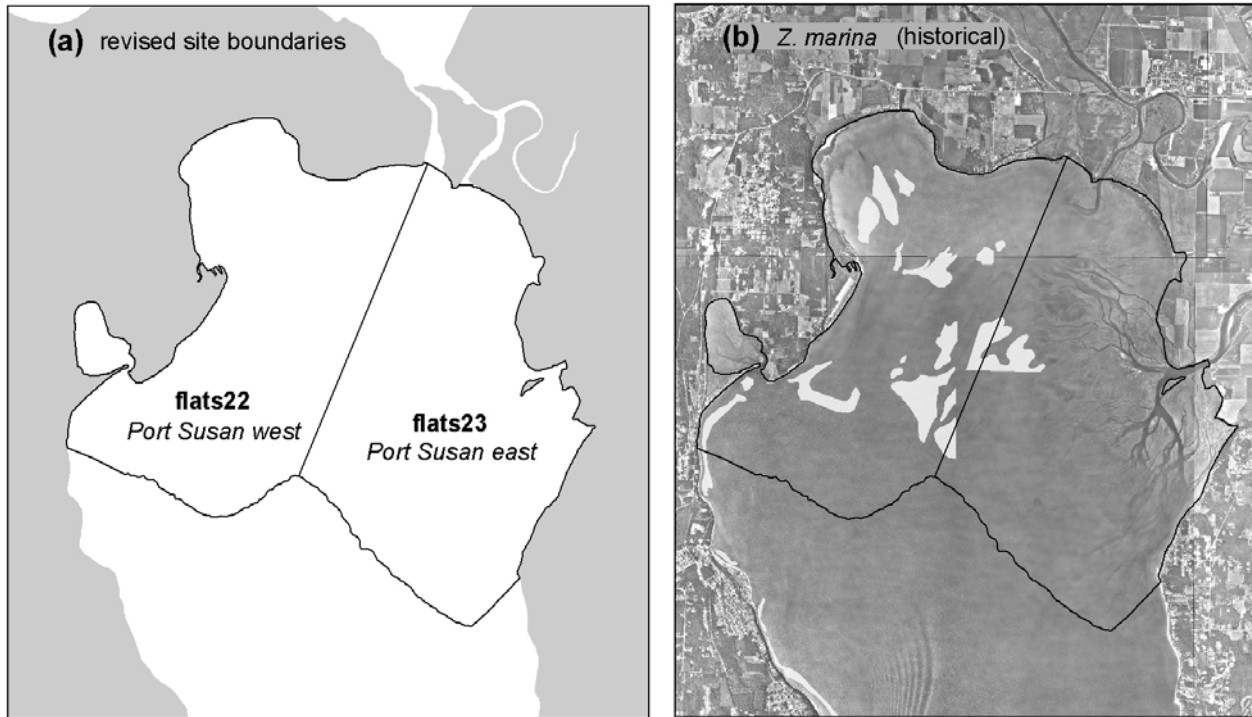 (a) revised site boundaries
flats22
Port Susan west
flats23
Port Susan east
(b) Z. marina (historical)